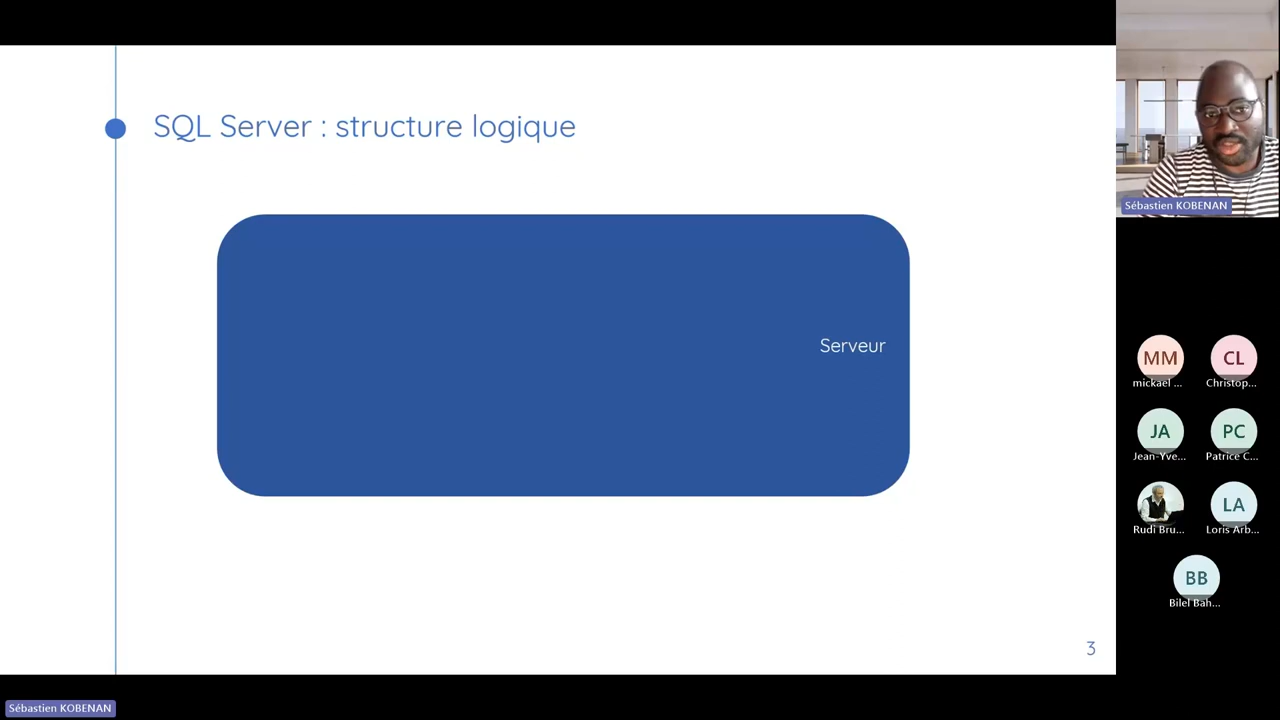 SQL Server : structure logique
Serveur
3
Sébastien KOBENAN
MM
mickaël ...
CL
Christop...
JA
Jean-Yve...
PC
Patrice C...
Rudi Bru...
LA
Loris Arb...
BB
Bilel Bah...
Sébastien KOBENAN